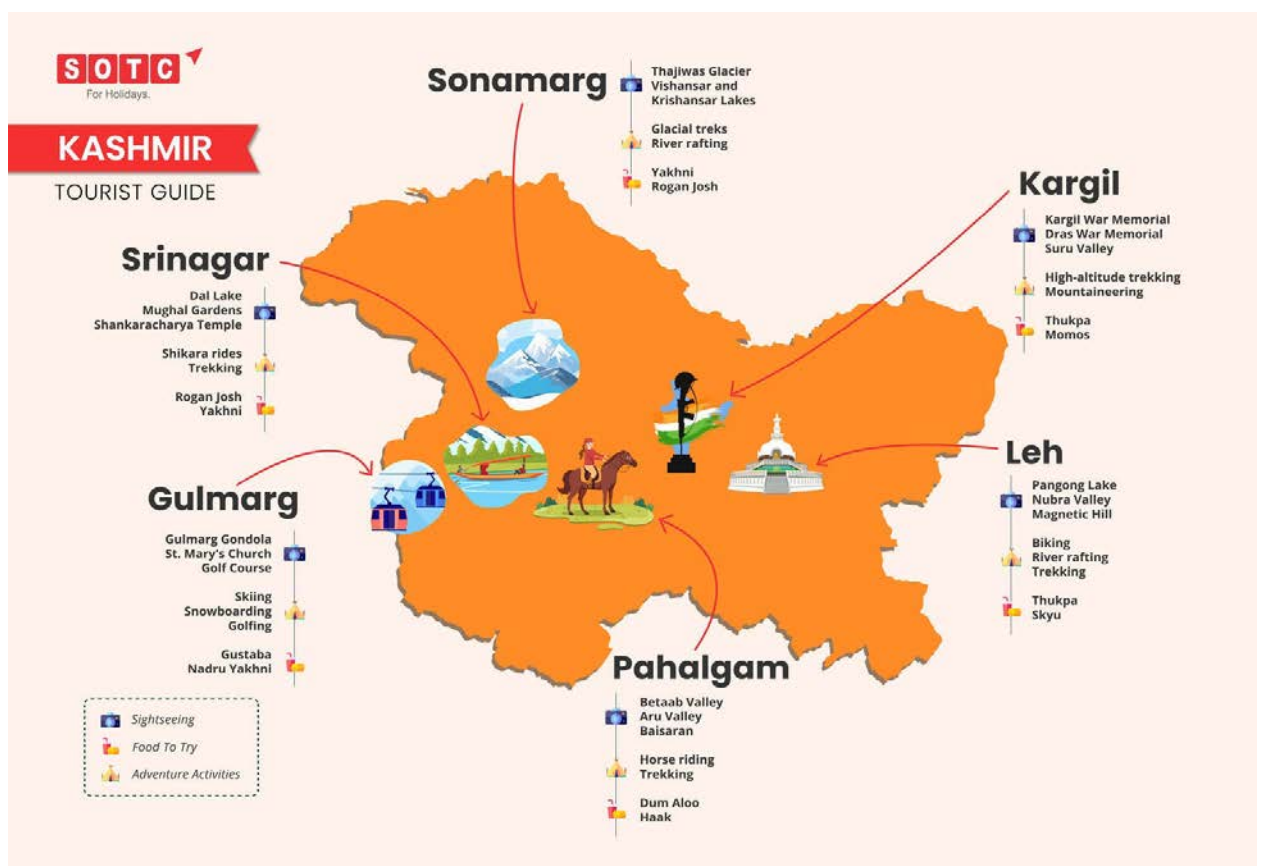 SOTC
For Holidays.
KASHMIR
TOURIST GUIDE
Sonamarg
Thajiwas Glacier
Vishansar and
Krishansar Lakes
Glacial treks
River rafting
Yakhni
Rogan Josh
Kargil
Kargil War Memorial
Dras War Memorial
Suru Valley
High-altitude trekking
Mountaineering
Thukpa
Momos
Srinagar
Dal Lake
Mughal Gardens
Shankaracharya Temple
Shikara rides
Trekking
Rogan Josh
Yakhni
Leh
Pangong Lake
Nubra Valley
Magnetic Hill
Biking
River rafting
Trekking
Thukpa
Skyu
Gulmarg
Gulmarg Gondola
St. Mary's Church
Golf Course
Skiing
Snowboarding
Golfing
Gustaba
Nadru Yakhni
Pahalgam
Betaab Valley
Aru Valley
Baisaran
Horse riding
Trekking
Dum Aloo
Haak
Sightseeing
Food To Try
Adventure Activities